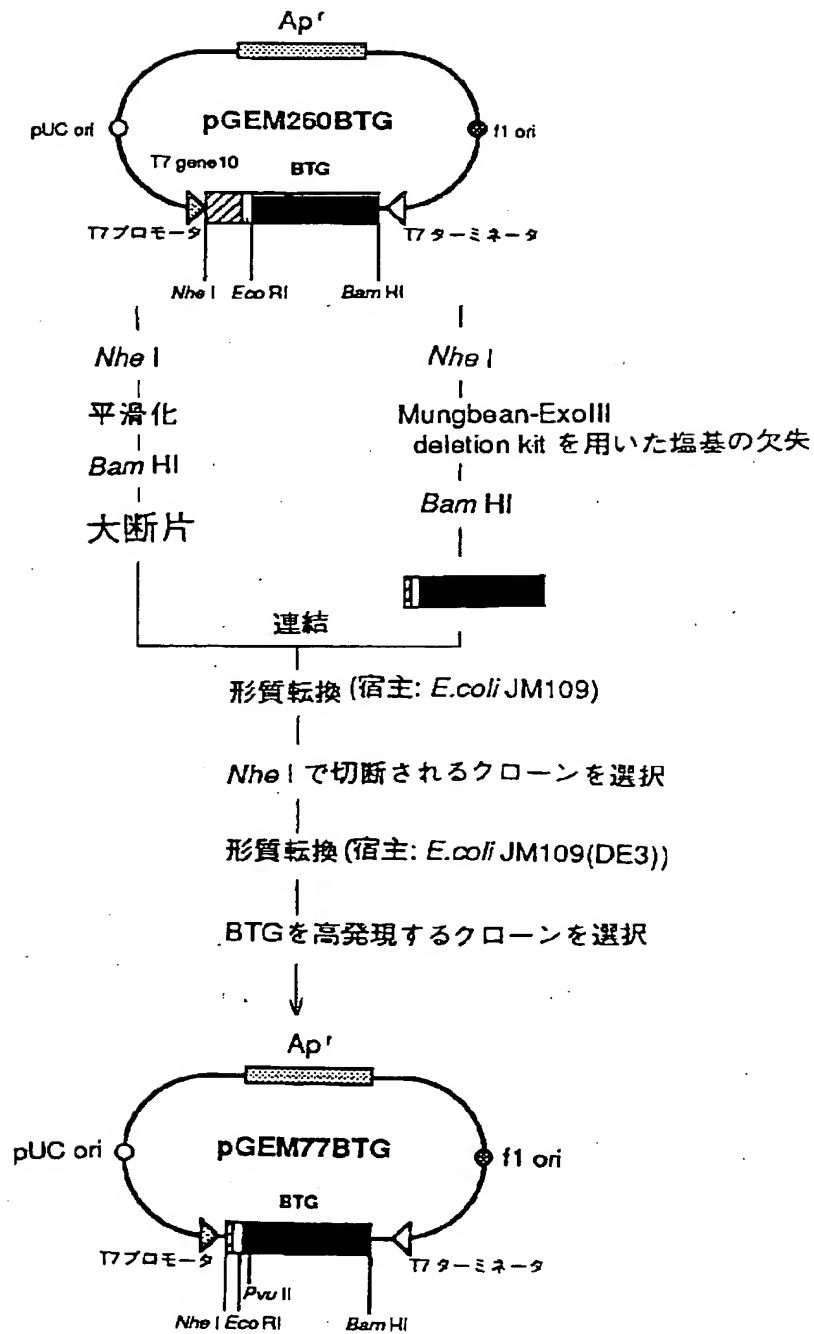 Ap r
pUC ori
pGEM260BTG
f1 ori
T7 gene10
BTG
T7プロモータ
T7ターミネータ
Nhe I
Eco RI
Bam HI
Nhe I
平滑化
Bam HI
大断片
Nhe I
Mungbean-ExoIII
deletion kit を用いた塩基の欠失
Bam HI
連結
形質転換 (宿主: E.coli JM109)
Nhe I で切断されるクローンを選択
形質転換 (宿主: E.coli JM109(DE3))
BTGを高発現するクローンを選択
Ap r
pUC ori
pGEM77BTG
f1 ori
BTG
T7プロモータ
T7ターミネータ
Pvu II
Nhe I
Eco RI
Bam HI